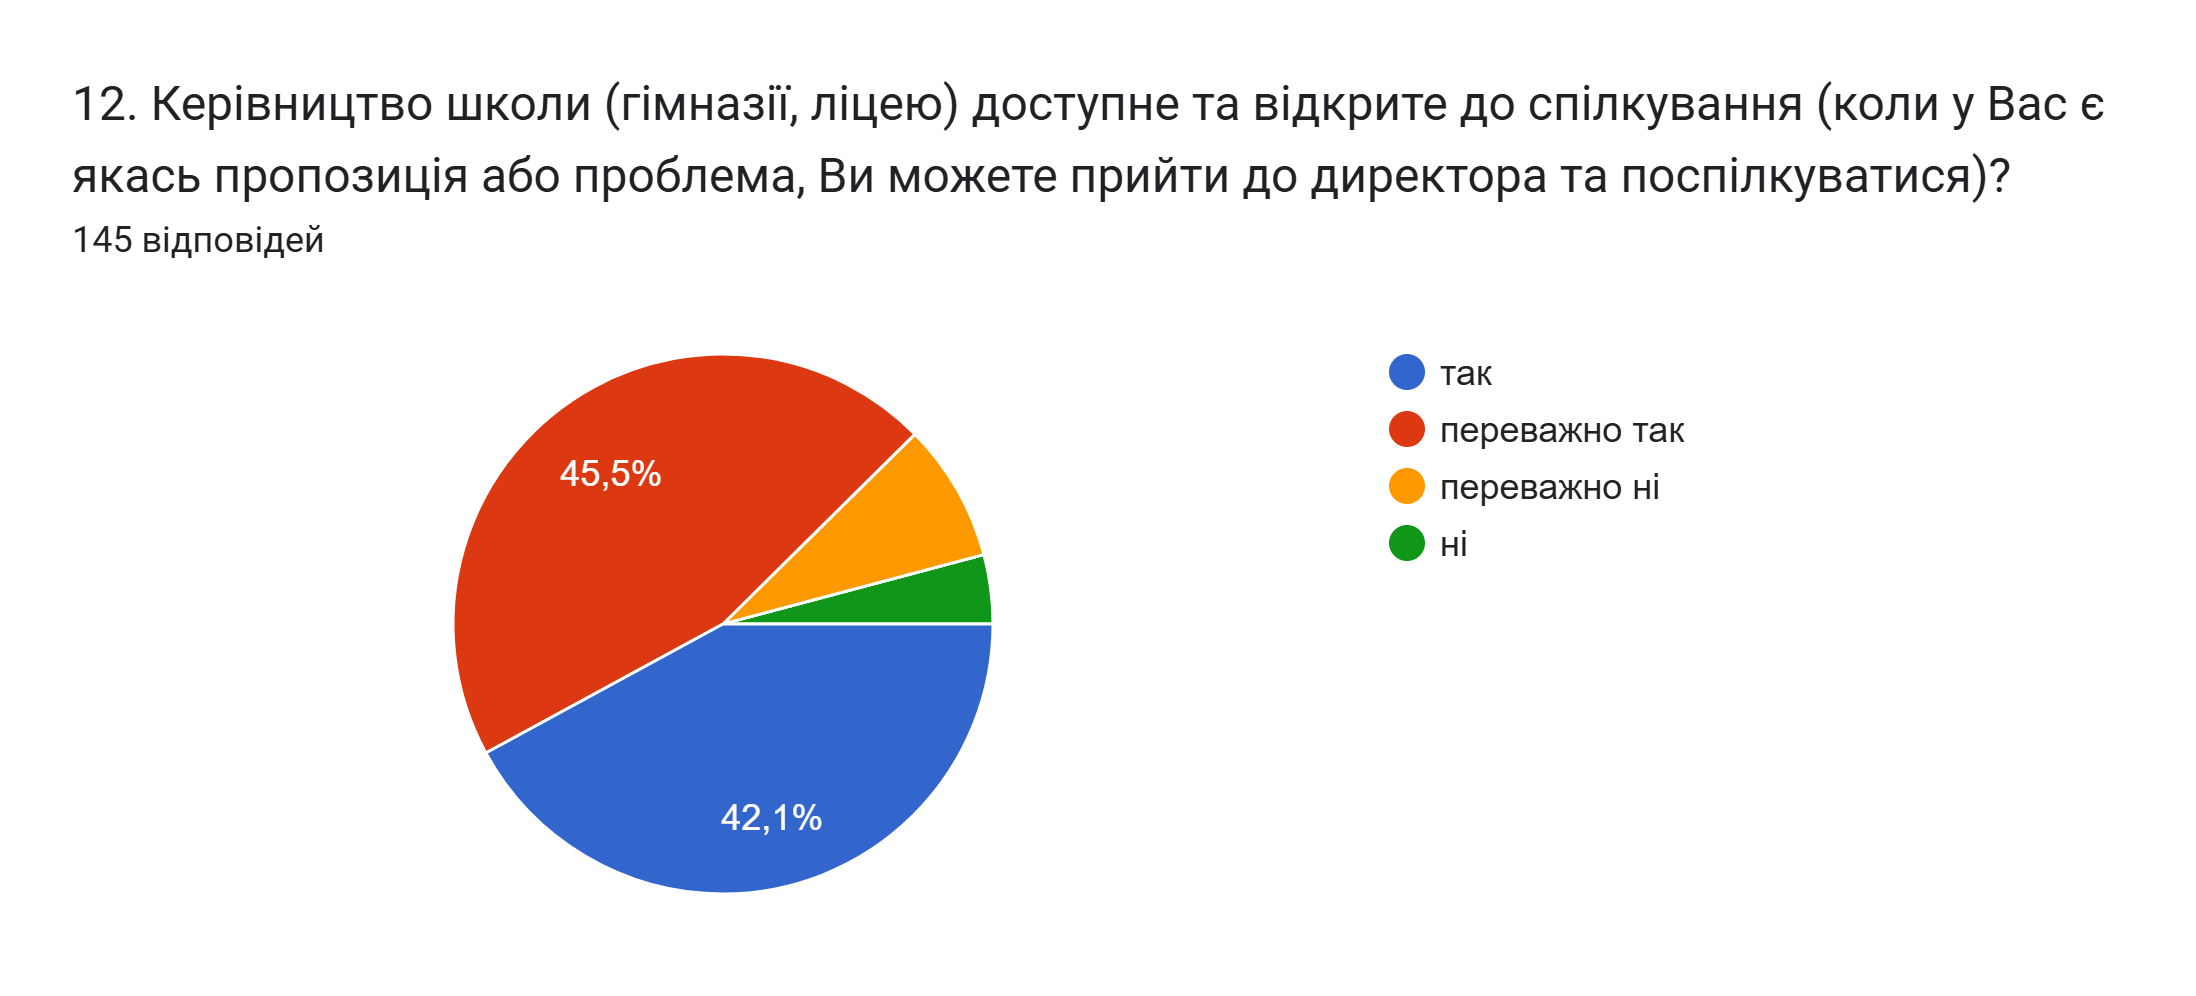 12. Керівництво школи (гімназії, ліцею) доступне та відкрите до спілкування (коли у Вас є
якась пропозиція або проблема, Ви можете прийти до директора та поспілкуватися)?
145 відповідей
так
переважно так
переважно ні
ні
45,5%
42,1%